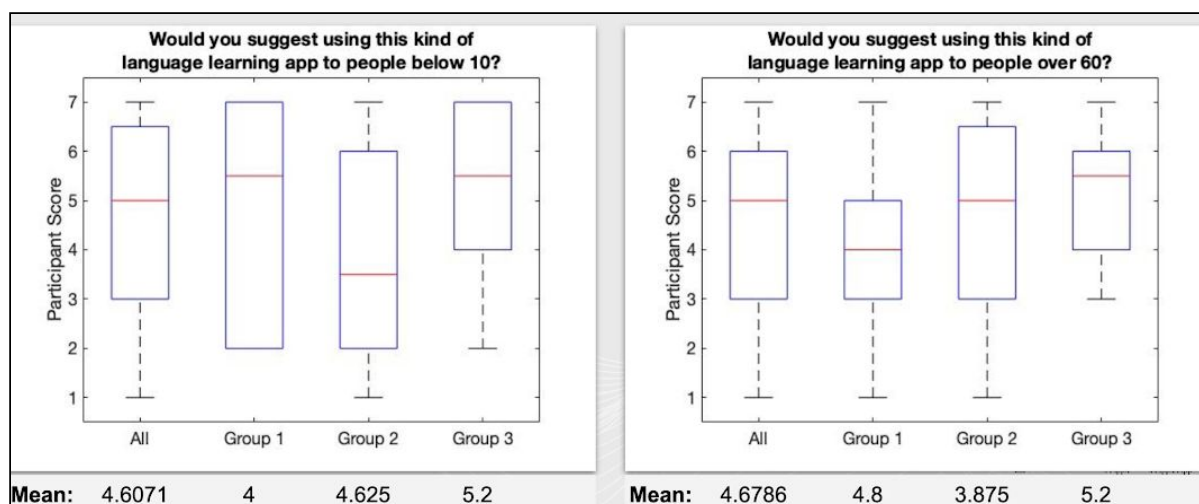 Would you suggest using this kind of
language learning app to people below 10?
Participant Score
7
6
5
4
3
2
1
All Group 1 Group 2 Group 3
Mean: 4.6071 4 4.625 5.2
Would you suggest using this kind of
language learning app to people over 60?
Participant Score
7
6
5
4
3
2
1
All Group 1 Group 2 Group 3
Mean: 4.6786 4.8 3.875 5.2